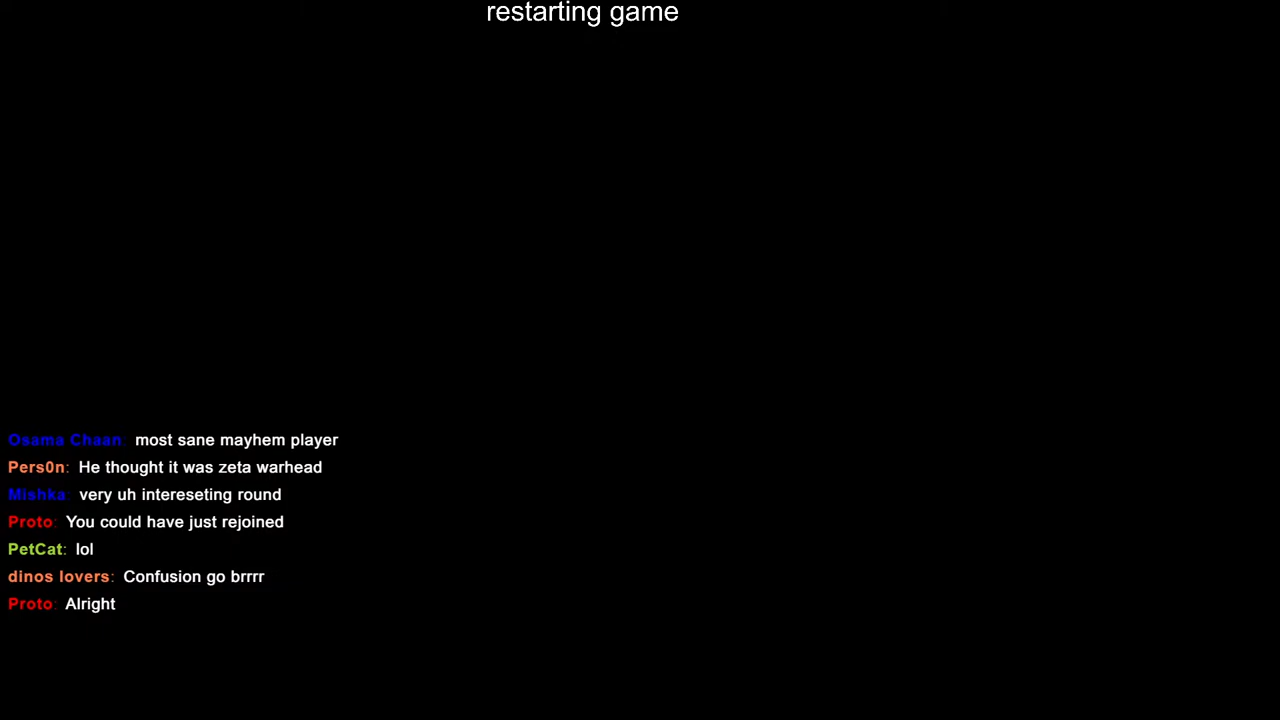 restarting game
Osama Chaan: most sane mayhem player
Pers0n: He thought it was zeta warhead
Mishka: very uh intereseting round
Proto: You could have just rejoined
PetCat: lol
dinos lovers: Confusion go brrrr
Proto: Alright